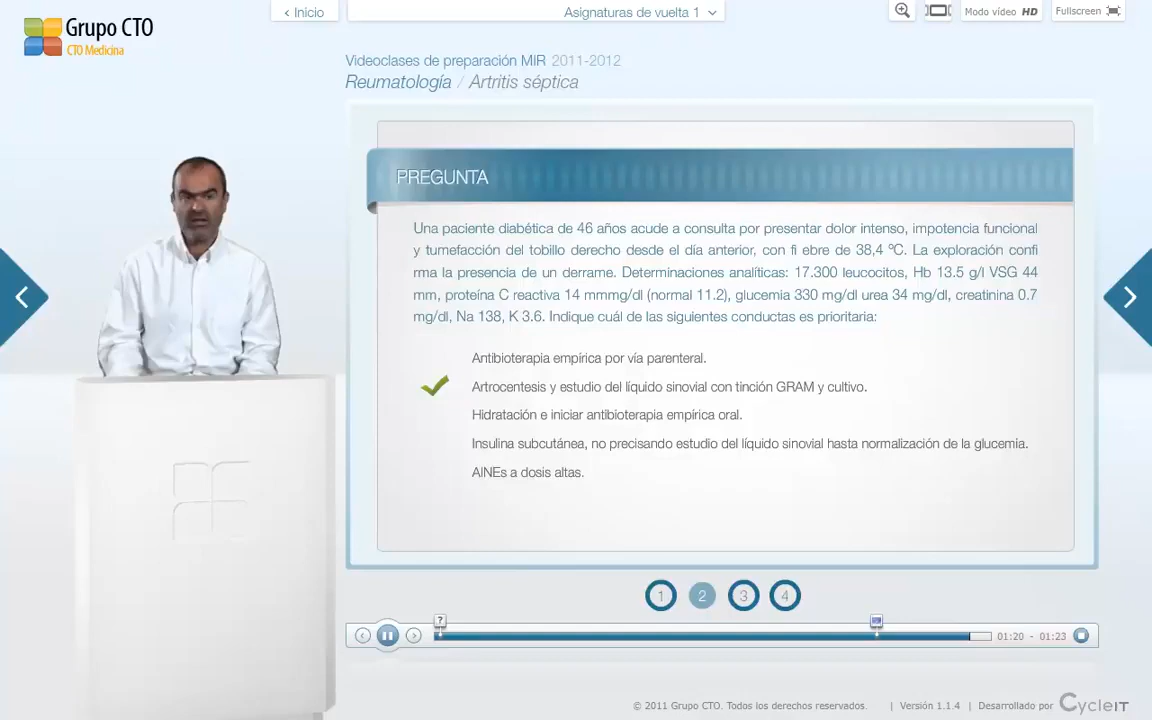 Grupo CTO
CTO Medicina
‹ Inicio
Asignaturas de vuelta 1
Modo vídeo HD
Fullscreen
Videoclases de preparación MIR 2011-2012
Reumatología / Artritis séptica
PREGUNTA
Una paciente diabética de 46 años acude a consulta por presentar dolor intenso, impotencia funcional
y tumefacción del tobillo derecho desde el día anterior, con fi ebre de 38,4 ºC. La exploración confi
rma la presencia de un derrame. Determinaciones analíticas: 17.300 leucocitos, Hb 13.5 g/l VSG 44
mm, proteína C reactiva 14 mmmg/dl (normal 11.2), glucemia 330 mg/dl urea 34 mg/dl, creatinina 0.7
mg/dl, Na 138, K 3.6. Indique cuál de las siguientes conductas es prioritaria:
Antibioterapia empírica por vía parenteral.
Artrocentesis y estudio del líquido sinovial con tinción GRAM y cultivo.
Hidratación e iniciar antibioterapia empírica oral.
Insulina subcutánea, no precisando estudio del líquido sinovial hasta normalización de la glucemia.
AINEs a dosis altas.
1 2 3 4
?
01:20 - 01:23
© 2011 Grupo CTO. Todos los derechos reservados. | Versión 1.1.4 | Desarrollado por CycleIT